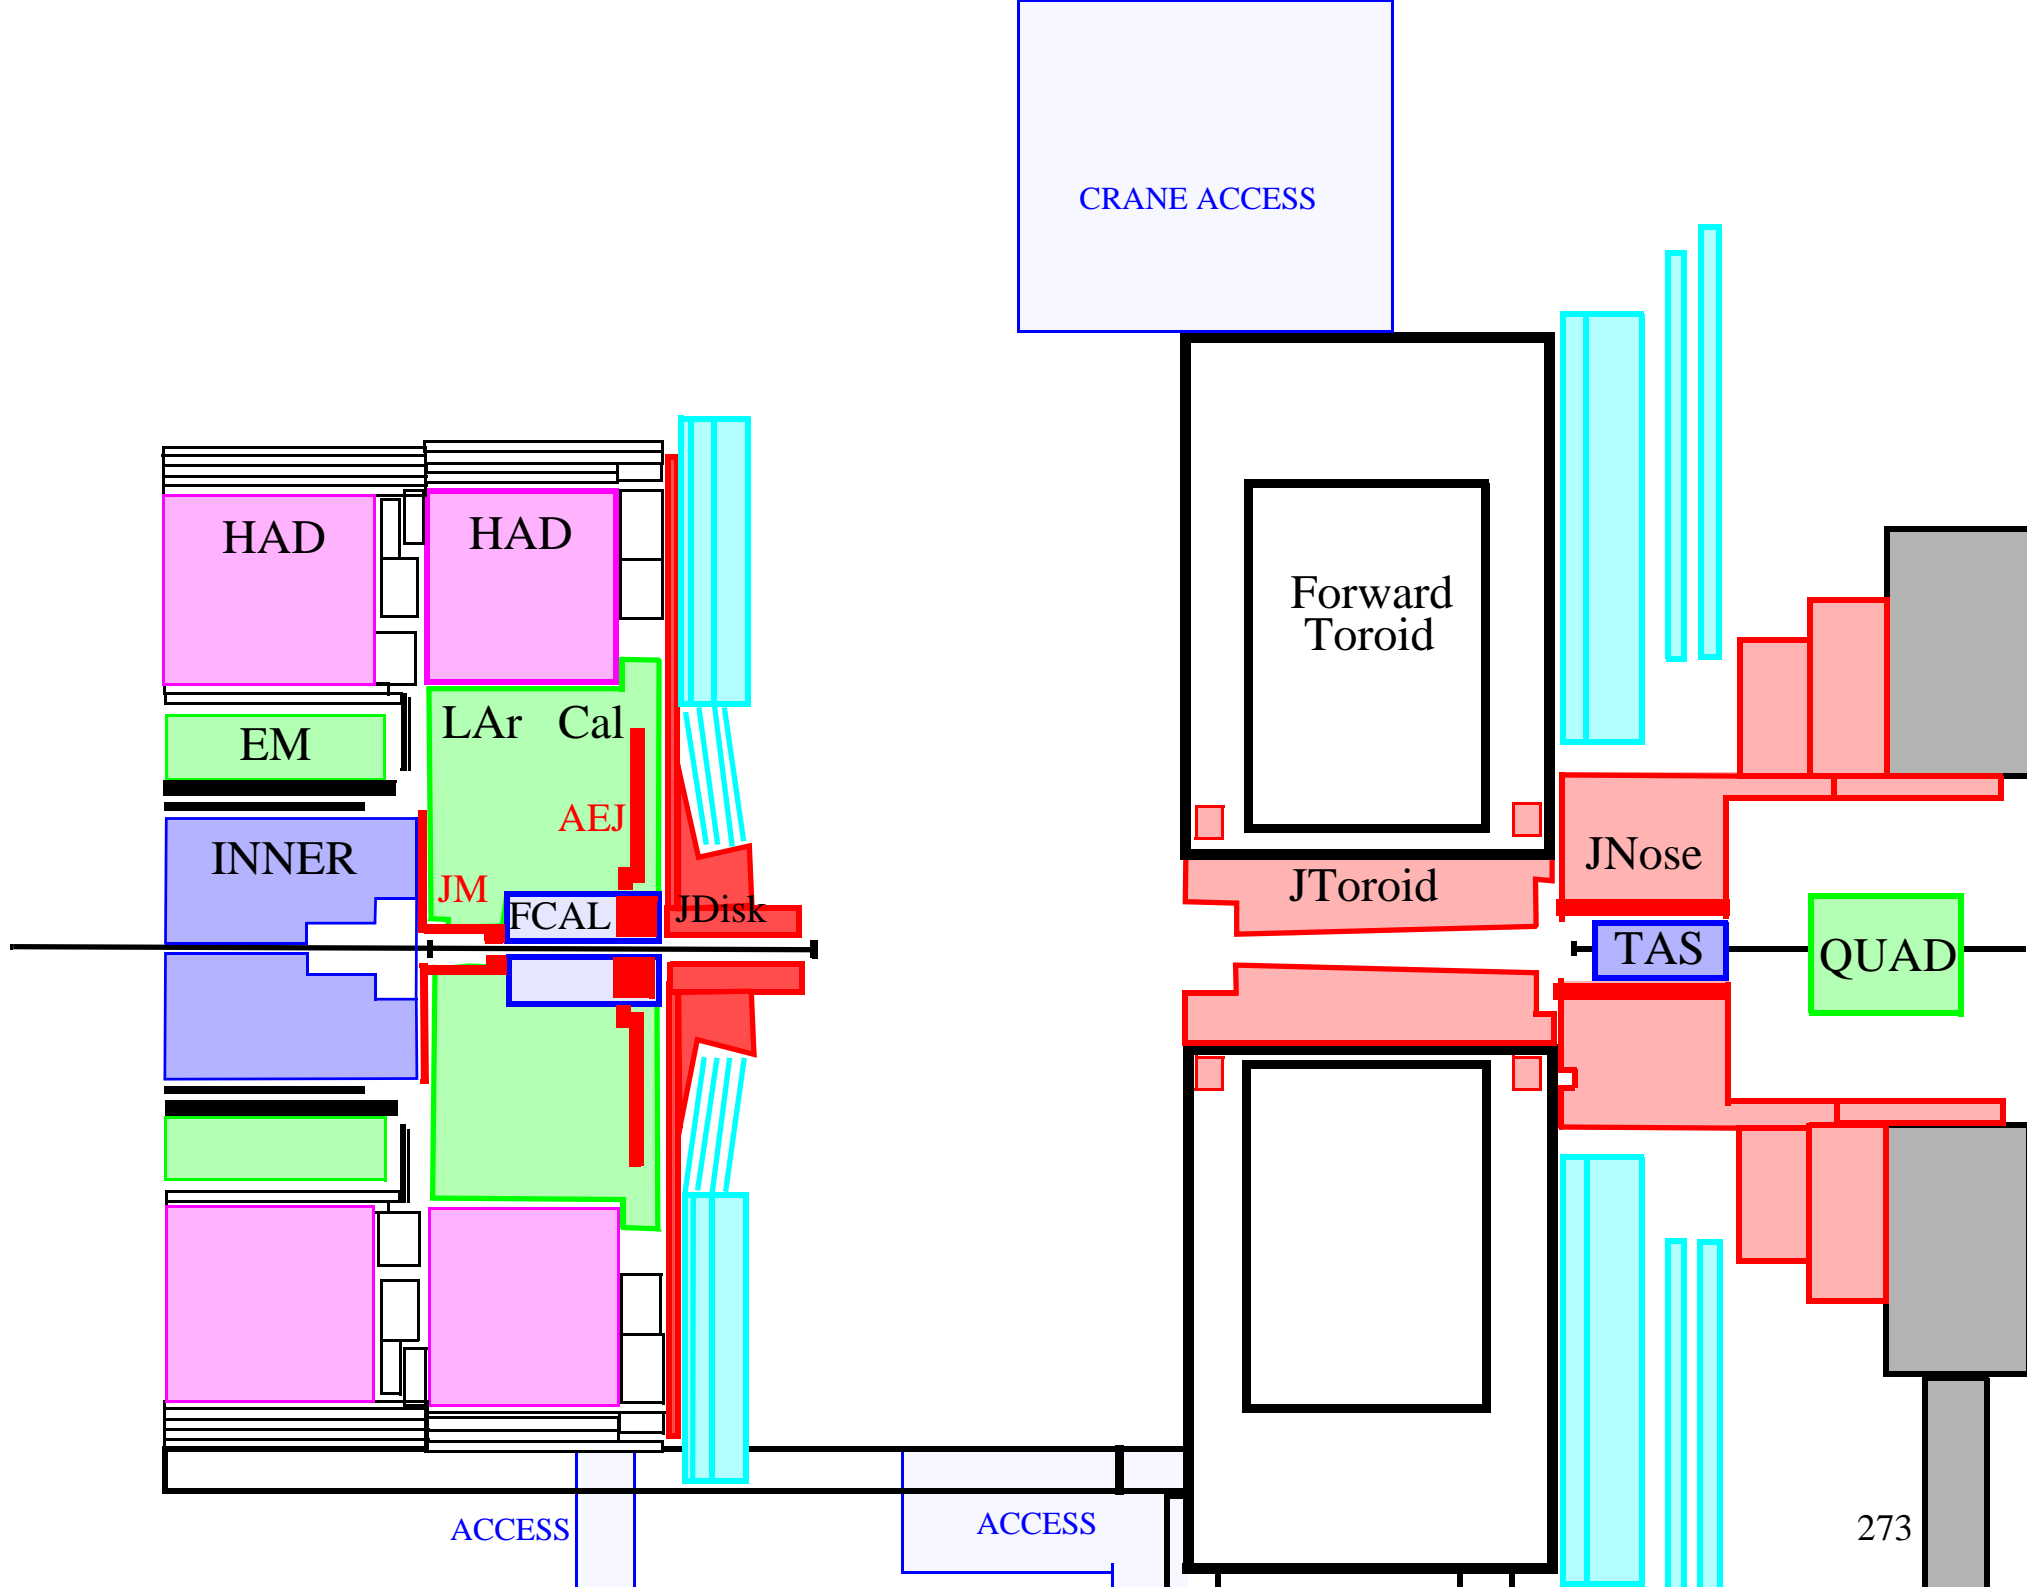 CRANE ACCESS
HAD
HAD
Forward
Toroid
LAr Cal
EM
AEJ
INNER
JNose
JM
JToroid
FCAL
JDisk
TAS
QUAD
ACCESS
ACCESS
273